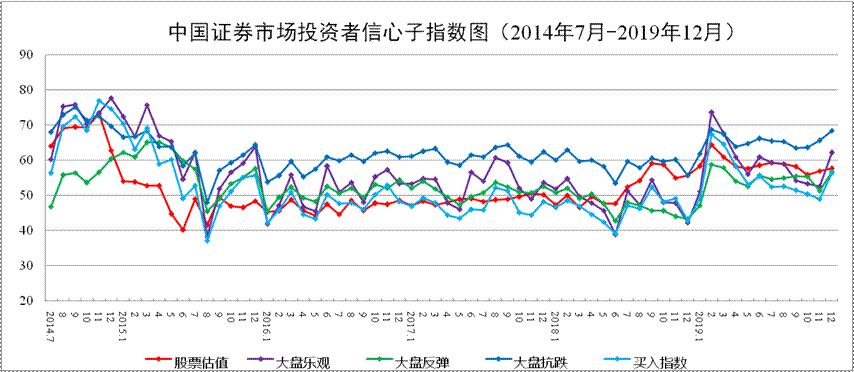 中国证券市场投资者信心子指数图（2014年7月-2019年12月）
90
80
70
60
50
40
30
20
2014.7 8 9 10 11 12 2015.1 2 3 4 5 6 7 8 9 10 11 12 2016.1 2 3 4 5 6 7 8 9 10 11 12 2017.1 2 3 4 5 6 7 8 9 10 11 12 2018.1 2 3 4 5 6 7 8 9 10 11 12 2019.1 2 3 4 5 6 7 8 9 10 11 12
股票估值 大盘乐观 大盘反弹 大盘抗跌 买入指数